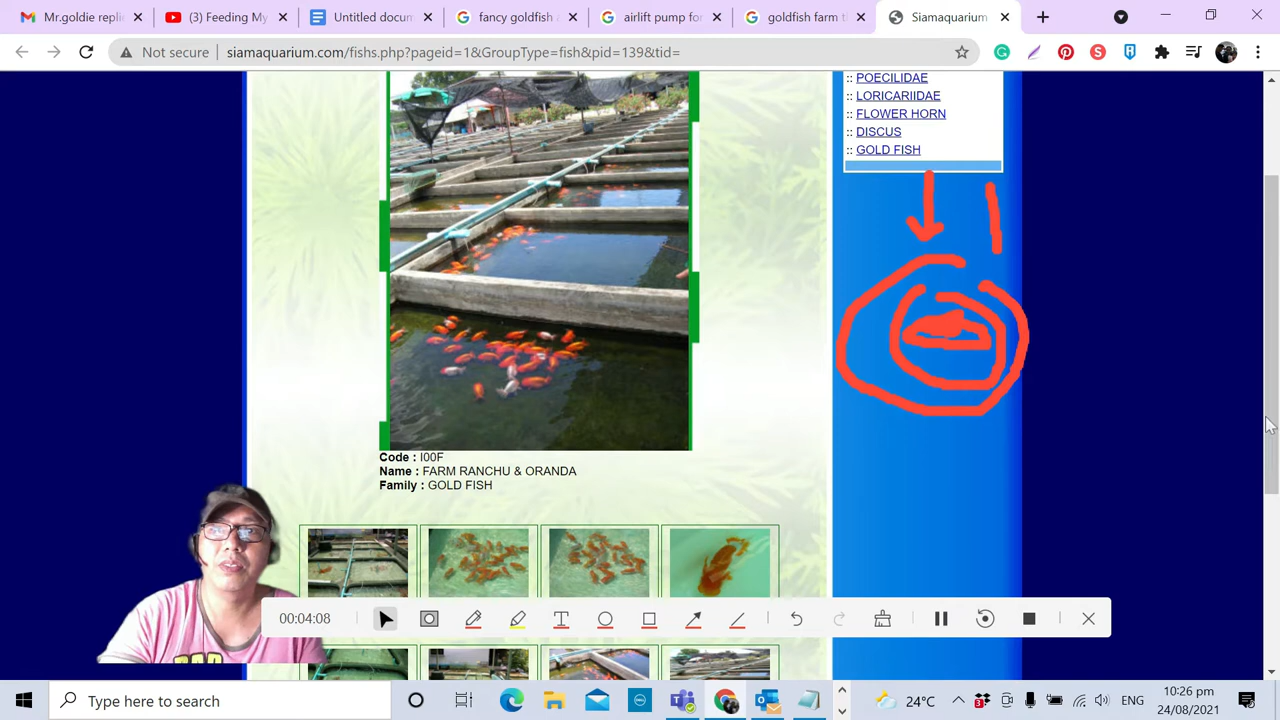 Mr.goldie replic
(3) Feeding My
Untitled docum
fancy goldfish
airlift pump for
goldfish farm t
Siamaquarium
Not secure
siamaquarium.com/fishs.php?pageid=1&GroupType=fish&pid=139&tid=
:: POECILIDAE
:: LORICARIIDAE
:: FLOWER HORN
:: DISCUS
:: GOLD FISH
Code : I00F
Name : FARM RANCHU & ORANDA
Family : GOLD FISH
00:04:08
Type here to search
24°C
ENG
10:26 pm
24/08/2021